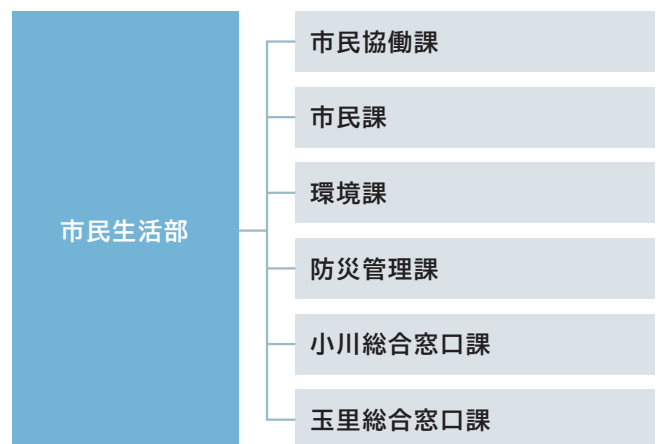 市民生活部
市民協働課
市民課
環境課
防災管理課
小川総合窓口課
玉里総合窓口課